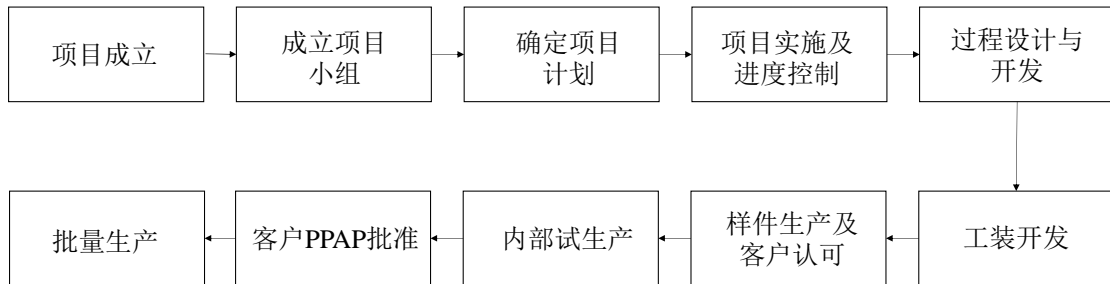 项目成立
成立项目
小组
确定项目
计划
项目实施及
进度控制
过程设计与
开发
工装开发
样件生产及
客户认可
内部试生产
客户PPAP批准
批量生产